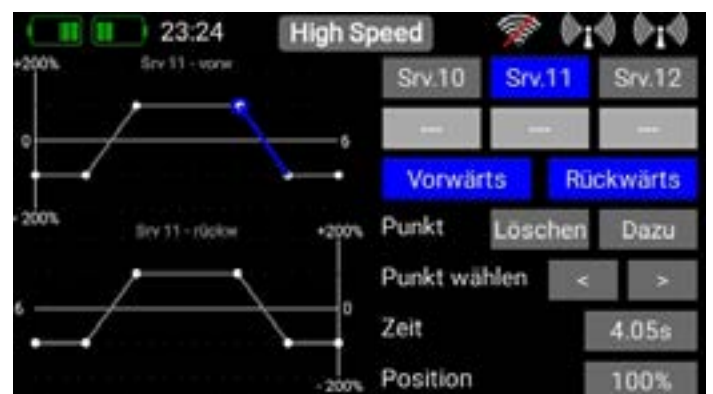 23:24 High Speed
+200% Srv 11 - vorw
Srv.10 Srv.11 Srv.12
--- --- ---
0 6
Vorwärts Rückwärts
- 200%
Srv 11 - rückw +200%
Punkt Löschen Dazu
Punkt wählen < >
6 0
Zeit 4.05s
- 200%
Position 100%